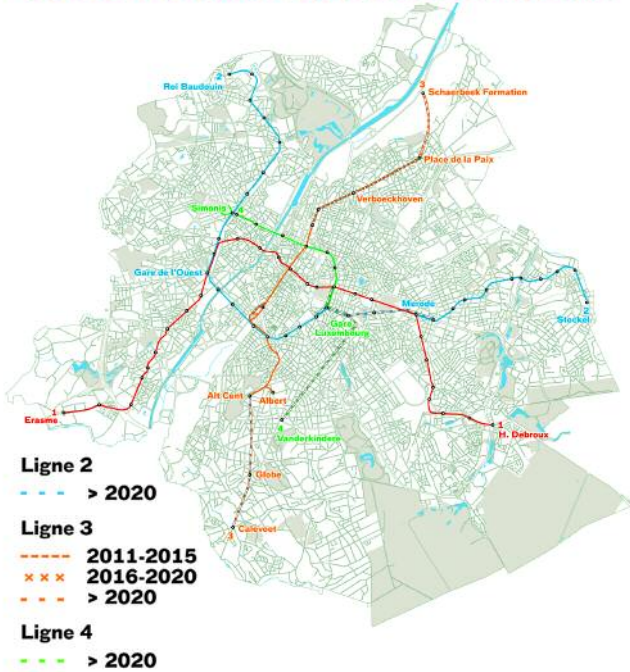 2
Roi Baudouin
3
Schaerbeek Formation
Place de la Paix
Verboeckhoven
Simonis 4
Gare de l'Ouest
Merode
2
Stockel
Gare
Luxembourg
Alt Cent
Albert
1
Erasme
4
Vanderkindere
1
H. Debroux
Globe
3 Calevoet
Ligne 2
> 2020
Ligne 3
2011-2015
2016-2020
> 2020
Ligne 4
> 2020